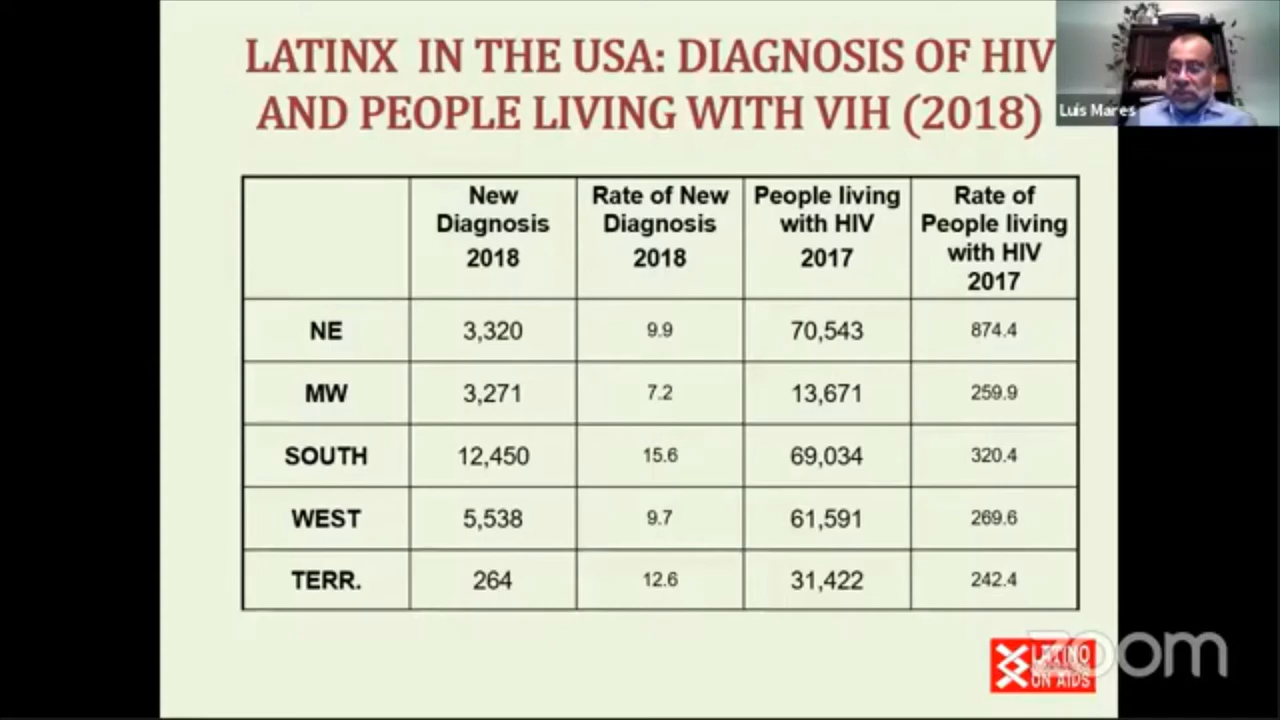 LATINX IN THE USA: DIAGNOSIS OF HIV
AND PEOPLE LIVING WITH VIH (2018)
Luis Mares
New Diagnosis 2018
Rate of New Diagnosis 2018
People living with HIV 2017
Rate of People living with HIV 2017
NE 3,320 9.9 70,543 874.4
MW 3,271 7.2 13,671 259.9
SOUTH 12,450 15.6 69,034 320.4
WEST 5,538 9.7 61,591 269.6
TERR. 264 12.6 31,422 242.4
LATINO
ON AIDS
zoom